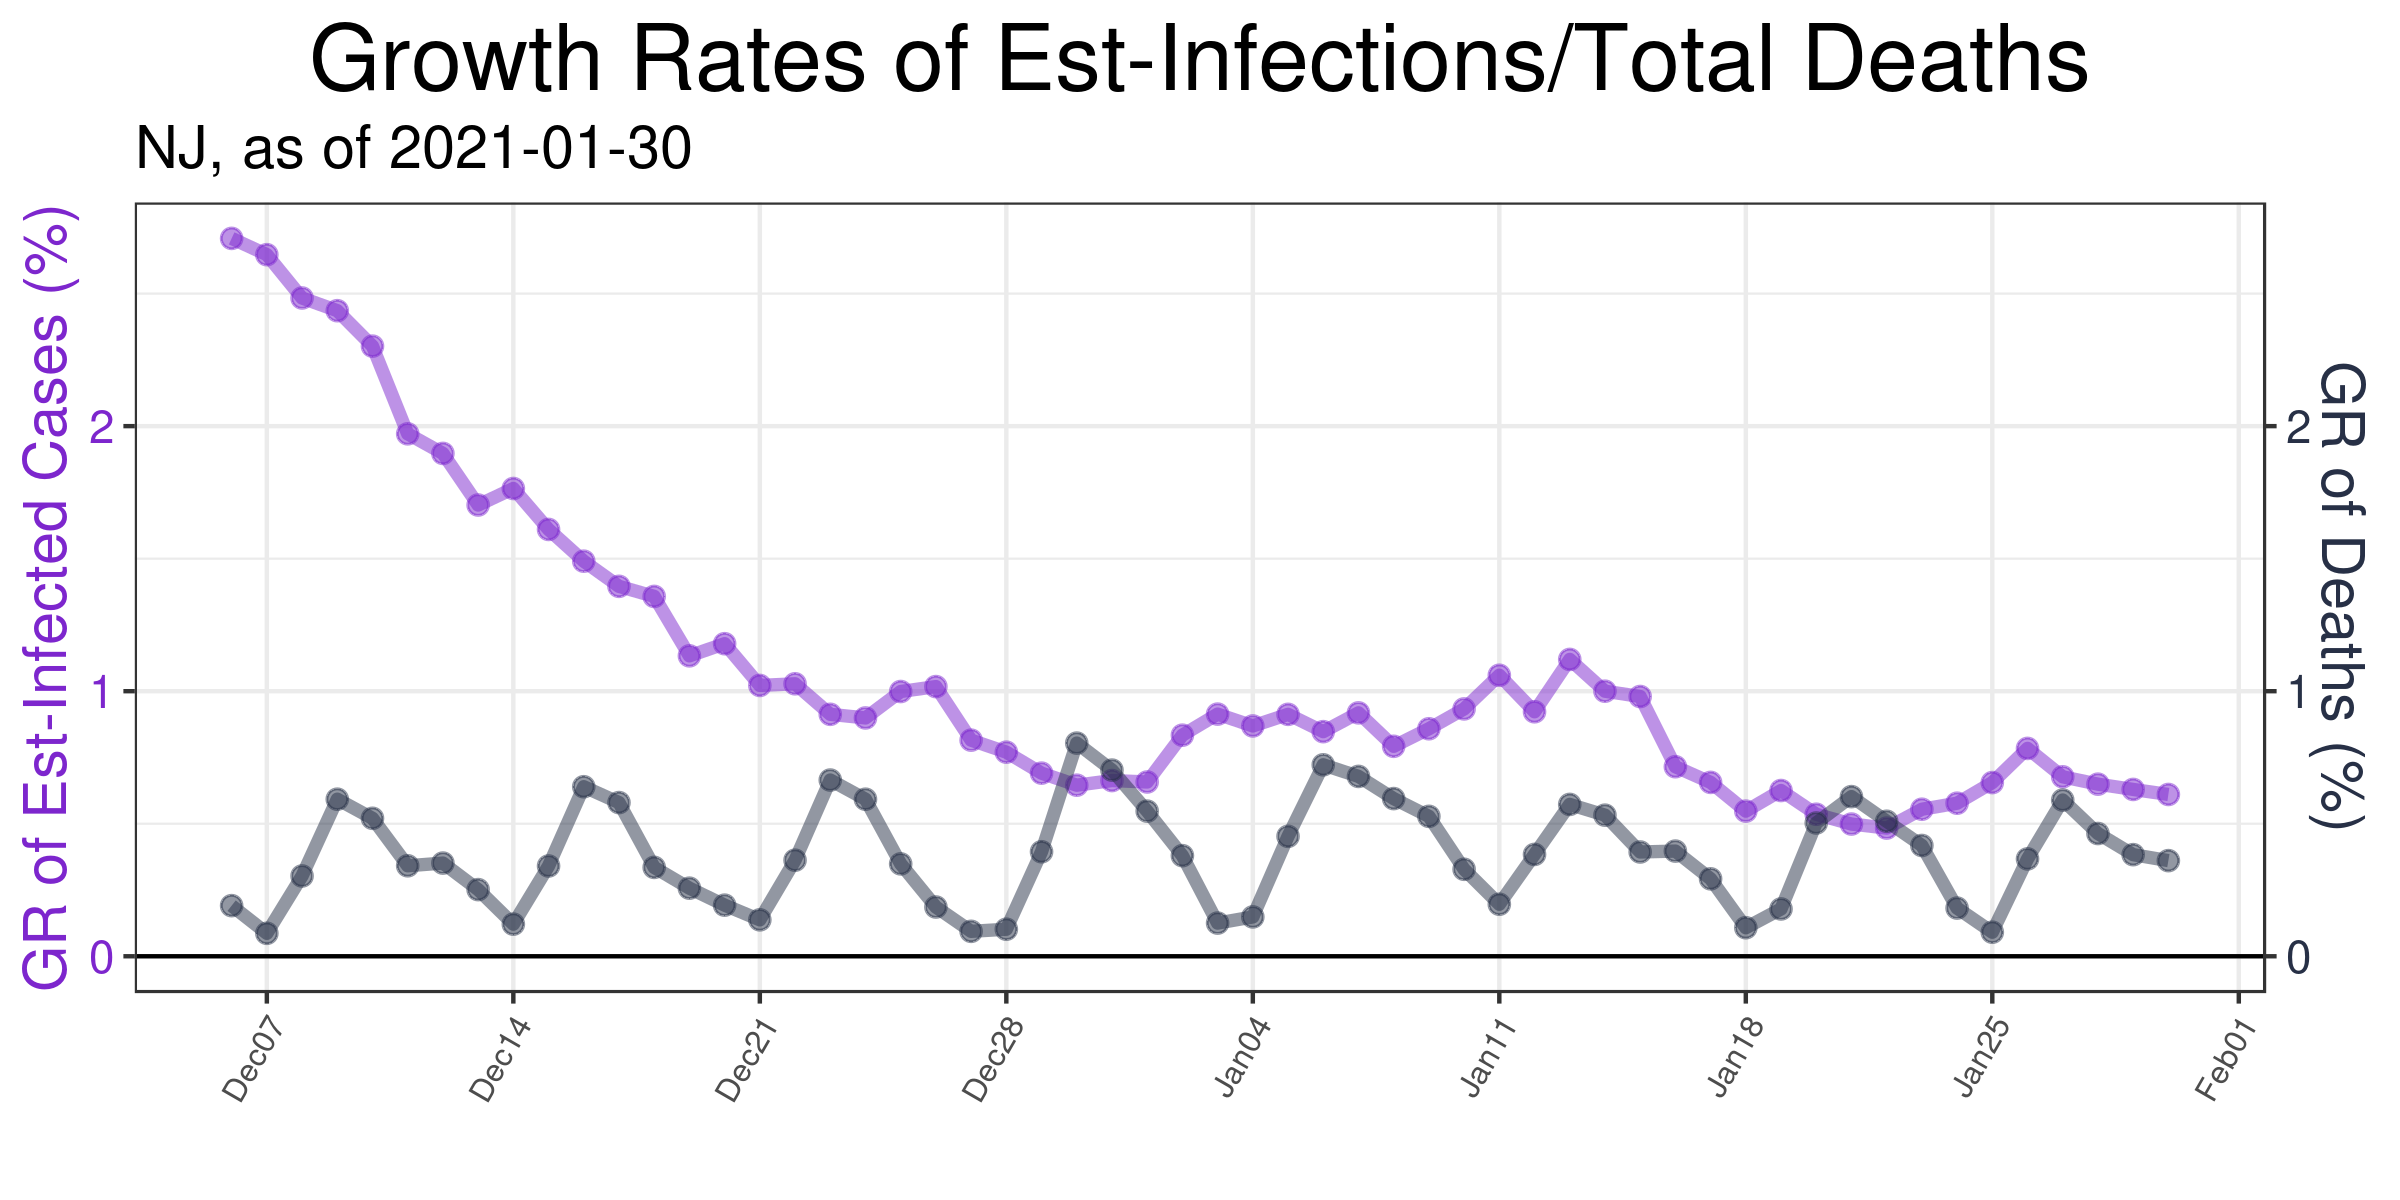 Growth Rates of Est-Infections/Total Deaths
NJ, as of 2021-01-30
GR of Est-Infected Cases (%)
2
1
0
2
1
0
GR of Deaths (%)
Dec07
Dec14
Dec21
Dec28
Jan04
Jan11
Jan18
Jan25
Feb01